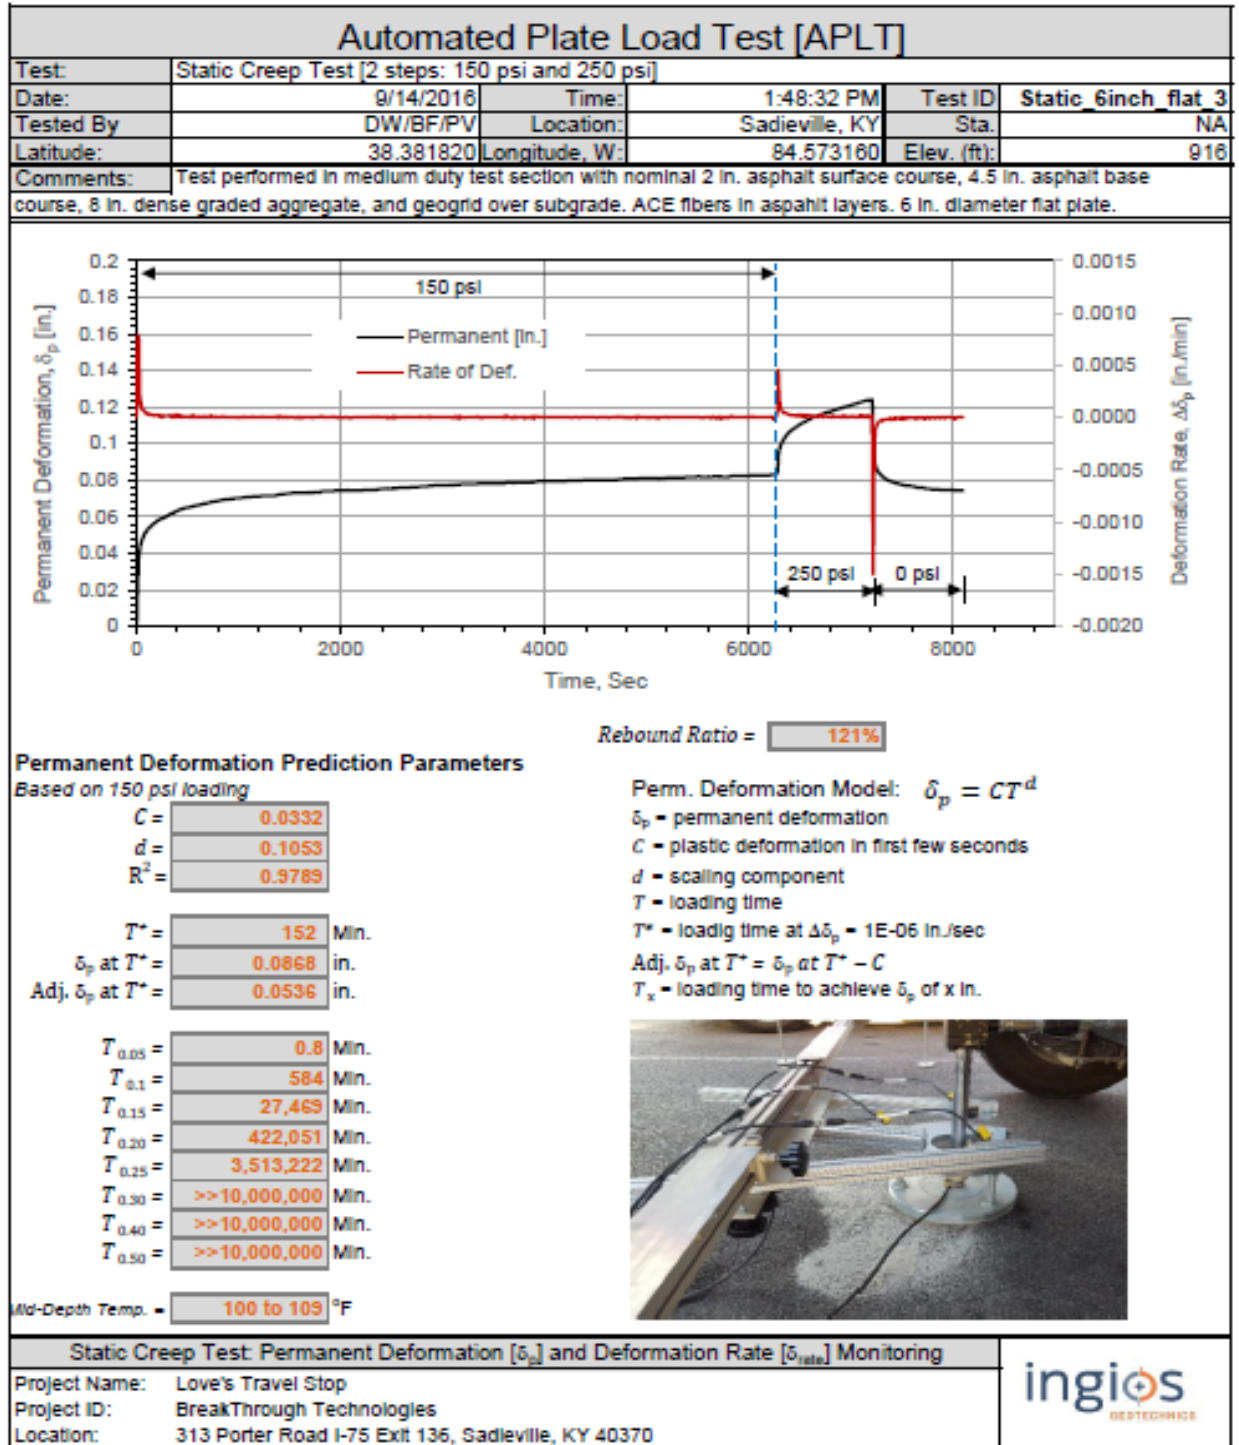 Automated Plate Load Test [APLT]
Test: Static Creep Test [2 steps: 150 psi and 250 psi]
Date: 9/14/2016 Time: 1:48:32 PM Test ID Static_6inch_flat_3
Tested By DW/BF/PV Location: Sadieville, KY Sta. NA
Latitude: 38.381820 Longitude, W: 84.573160 Elev. (ft): 916
Comments: Test performed in medium duty test section with nominal 2 in. asphalt surface course, 4.5 in. asphalt base
course, 8 in. dense graded aggregate, and geogrid over subgrade. ACE fibers in aspahlt layers. 6 in. diameter flat plate.
Permanent Deformation, δp [in.]
0.2
0.18
0.16
0.14
0.12
0.1
0.08
0.06
0.04
0.02
0
150 psi
Permanent [in.]
Rate of Def.
250 psi
0 psi
0.0015
0.0010
0.0005
0.0000
-0.0005
-0.0010
-0.0015
-0.0020
Deformation Rate, Δδp [in./min]
0 2000 4000 6000 8000
Time, Sec
Rebound Ratio = 121%
Permanent Deformation Prediction Parameters
Based on 150 psi loading
C = 0.0332
d = 0.1053
R² = 0.9789
T* = 152 Min.
δp at T* = 0.0868 in.
Adj. δp at T* = 0.0536 in.
T 0.05 = 0.8 Min.
T 0.1 = 584 Min.
T 0.15 = 27,469 Min.
T 0.20 = 422,051 Min.
T 0.25 = 3,513,222 Min.
T 0.30 = >>10,000,000 Min.
T 0.40 = >>10,000,000 Min.
T 0.50 = >>10,000,000 Min.
Mid-Depth Temp. = 100 to 109 °F
Perm. Deformation Model: δp = CT^d
δp = permanent deformation
C = plastic deformation in first few seconds
d = scaling component
T = loading time
T* = loadig time at Δδp = 1E-06 in./sec
Adj. δp at T* = δp at T* − C
Tx = loading time to achieve δp of x in.
Static Creep Test: Permanent Deformation [δp] and Deformation Rate [δrate] Monitoring
Project Name: Love's Travel Stop
Project ID: BreakThrough Technologies
Location: 313 Porter Road I-75 Exit 136, Sadieville, KY 40370
ingios
GEOTECHNICS